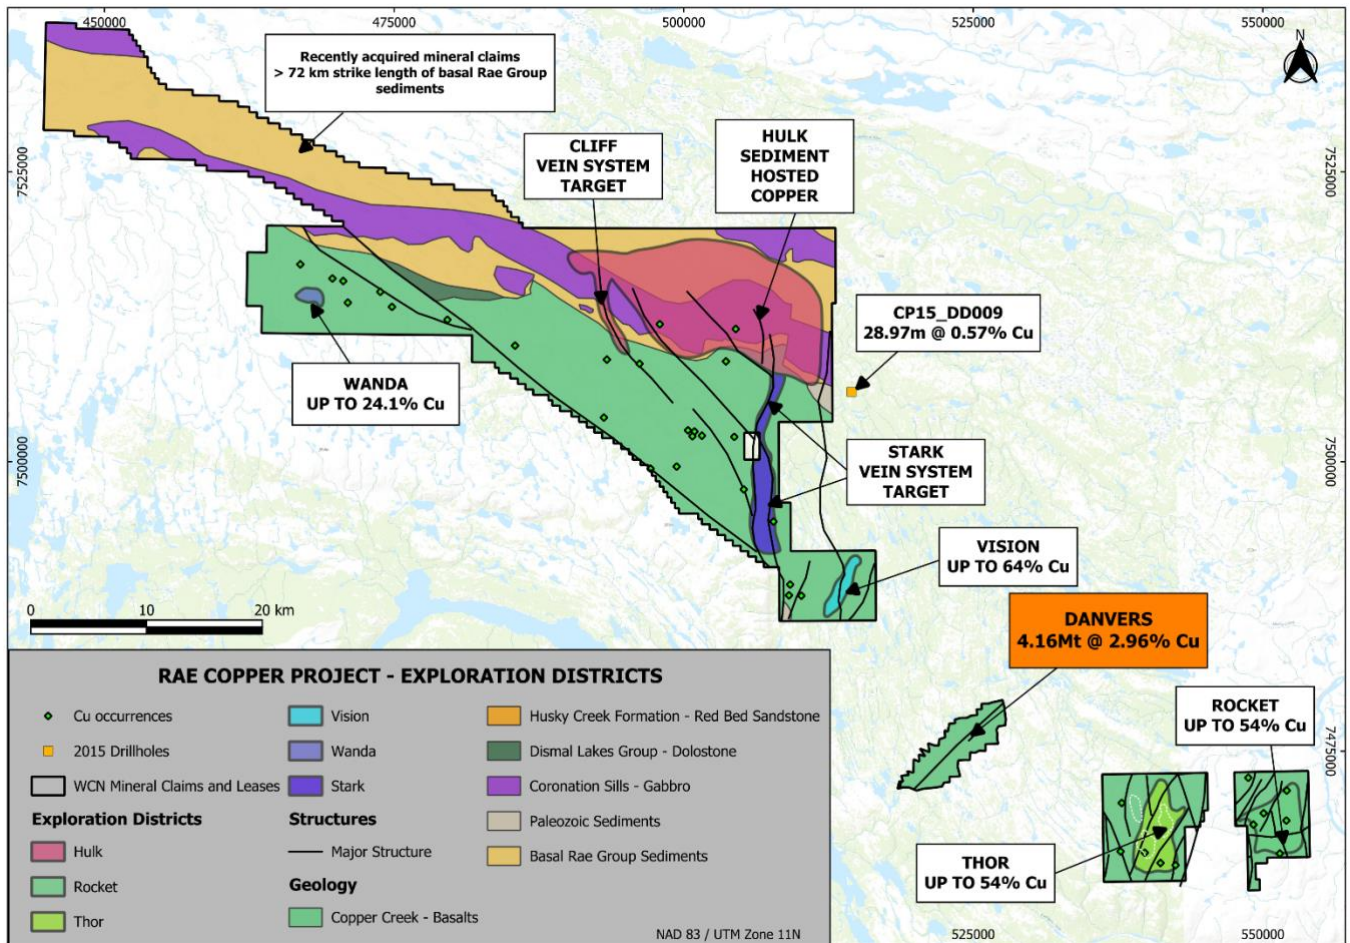 450000
475000
500000
525000
550000
N
Recently acquired mineral claims
> 72 km strike length of basal Rae Group
sediments
CLIFF
VEIN SYSTEM
TARGET
HULK
SEDIMENT
HOSTED
COPPER
7525000
7525000
CP15_DD009
28.97m @ 0.57% Cu
WANDA
UP TO 24.1% Cu
7500000
7500000
STARK
VEIN SYSTEM
TARGET
VISION
UP TO 64% Cu
0
10
20 km
DANVERS
4.16Mt @ 2.96% Cu
ROCKET
UP TO 54% Cu
7475000
THOR
UP TO 54% Cu
RAE COPPER PROJECT - EXPLORATION DISTRICTS
Cu occurrences
2015 Drillholes
WCN Mineral Claims and Leases
Exploration Districts
Hulk
Rocket
Thor
Vision
Wanda
Stark
Structures
Major Structure
Geology
Copper Creek - Basalts
Husky Creek Formation - Red Bed Sandstone
Dismal Lakes Group - Dolostone
Coronation Sills - Gabbro
Paleozoic Sediments
Basal Rae Group Sediments
NAD 83 / UTM Zone 11N
525000
550000